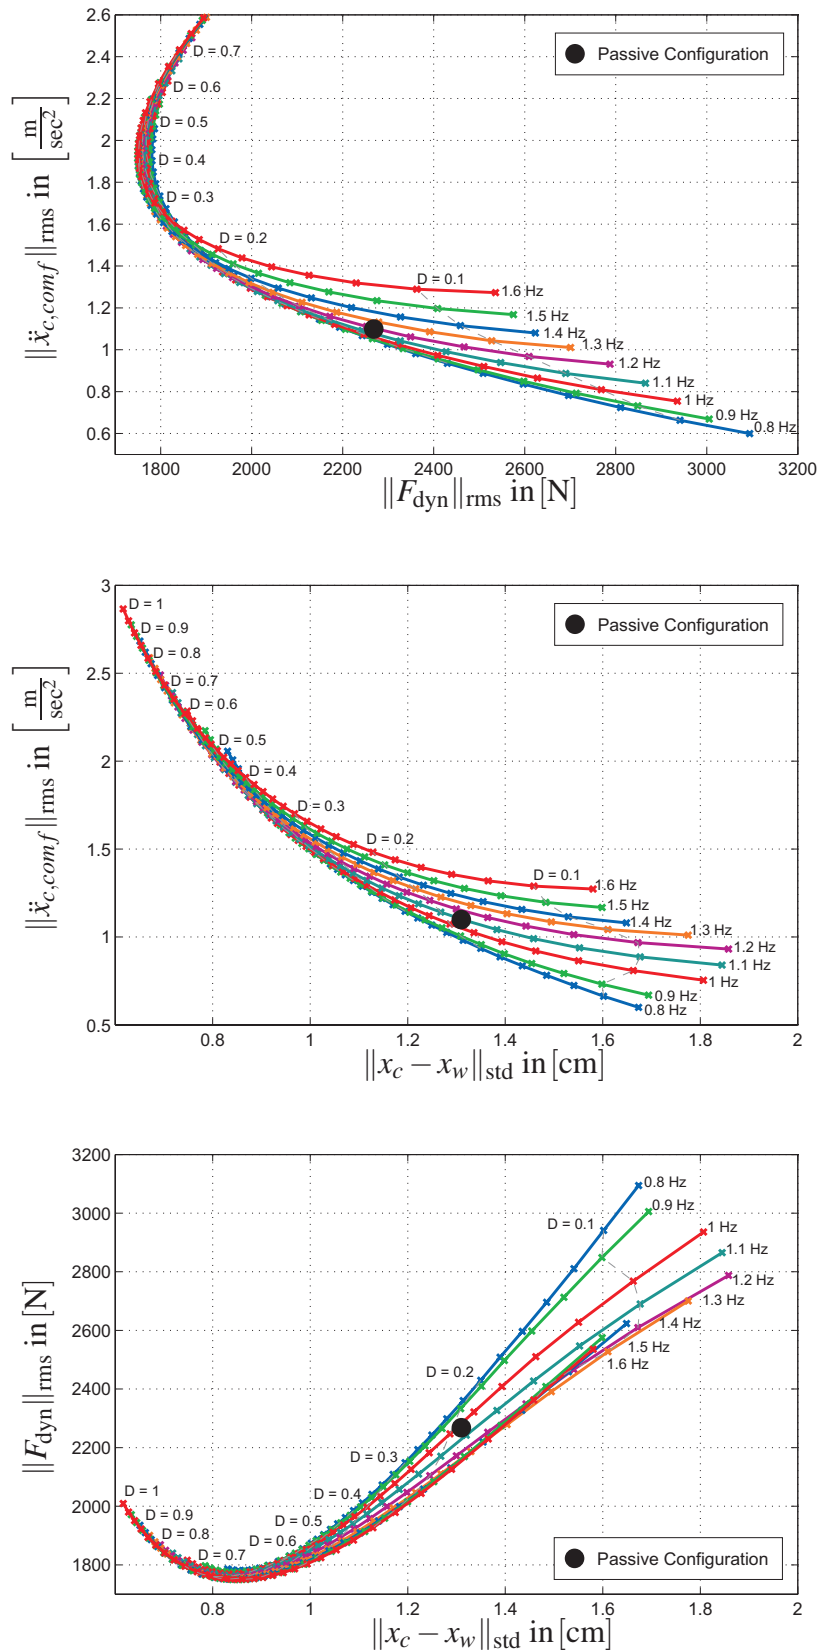 2.6
2.4
2.2
2
1.8
1.6
1.4
1.2
1
0.8
0.6
||ẍ_{c,comf}||_{rms} in [m/sec²]
D = 0.7
D = 0.6
D = 0.5
D = 0.4
D = 0.3
D = 0.2
D = 0.1
Passive Configuration
1.6 Hz
1.5 Hz
1.4 Hz
1.3 Hz
1.2 Hz
1.1 Hz
1 Hz
0.9 Hz
0.8 Hz
1800 2000 2200 2400 2600 2800 3000 3200
||F_{dyn}||_{rms} in [N]
3
2.5
2
1.5
1
0.5
||ẍ_{c,comf}||_{rms} in [m/sec²]
D = 1
D = 0.9
D = 0.8
D = 0.7
D = 0.6
D = 0.5
D = 0.4
D = 0.3
D = 0.2
D = 0.1
Passive Configuration
1.6 Hz
1.5 Hz
1.4 Hz
1.3 Hz
1.2 Hz
1.1 Hz
1 Hz
0.9 Hz
0.8 Hz
0.8 1 1.2 1.4 1.6 1.8 2
||x_c − x_w||_{std} in [cm]
3200
3000
2800
2600
2400
2200
2000
1800
||F_{dyn}||_{rms} in [N]
0.8 Hz
0.9 Hz
1 Hz
1.1 Hz
1.2 Hz
1.3 Hz
1.4 Hz
1.5 Hz
1.6 Hz
D = 0.1
D = 0.2
D = 0.3
D = 0.4
D = 0.5
D = 0.6
D = 0.7
D = 0.8
D = 0.9
D = 1
Passive Configuration
0.8 1 1.2 1.4 1.6 1.8 2
||x_c − x_w||_{std} in [cm]